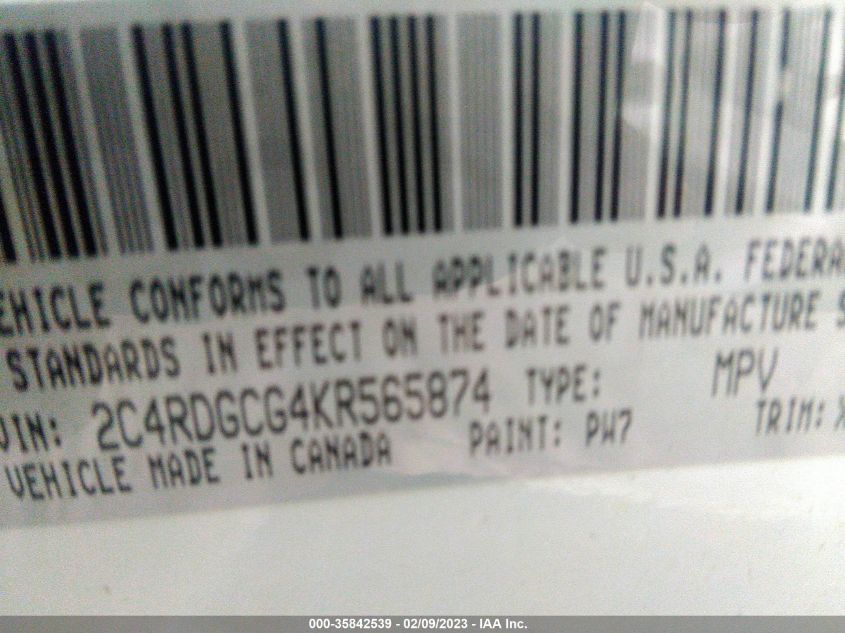 VEHICLE CONFORMS TO ALL APPLICABLE U.S.A. FEDERA
STANDARDS IN EFFECT ON THE DATE OF MANUFACTURE S
VIN: 2C4RDGCG4KR565874 TYPE: MPV
VEHICLE MADE IN CANADA PAINT: PW7 TRIM: X
000-35842539 - 02/09/2023 - IAA Inc.